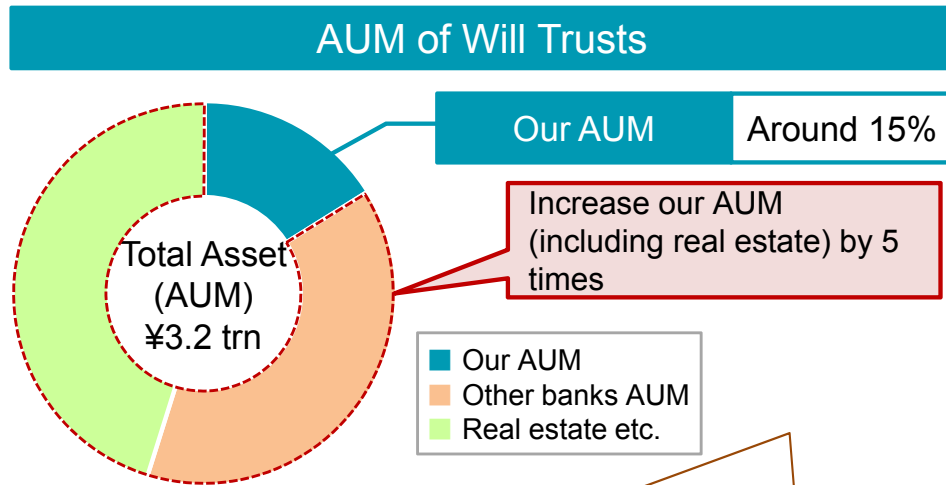 AUM of Will Trusts
Our AUM
Around 15%
Increase our AUM
(including real estate) by 5
times
Total Asset
(AUM)
¥3.2 trn
Our AUM
Other banks AUM
Real estate etc.